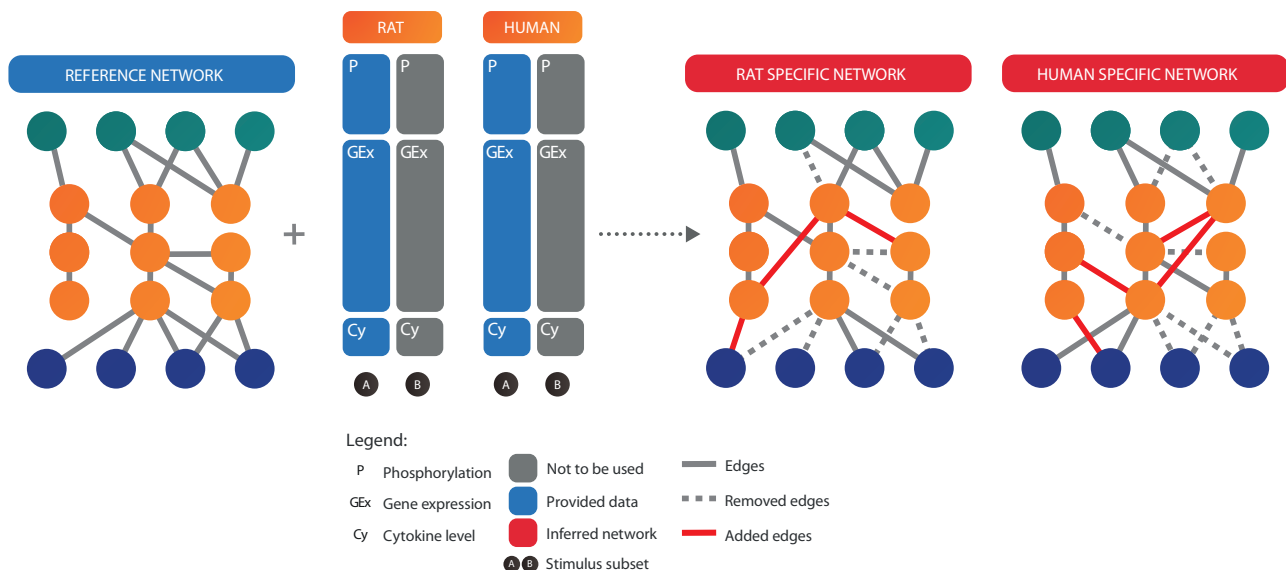 RAT
HUMAN
REFERENCE NETWORK
RAT SPECIFIC NETWORK
HUMAN SPECIFIC NETWORK
P
P
P
P
GEx
GEx
GEx
GEx
+
Cy
Cy
Cy
Cy
A
B
A
B
Legend:
P Phosphorylation
GEx Gene expression
Cy Cytokine level
Not to be used
Provided data
Inferred network
A B Stimulus subset
Edges
Removed edges
Added edges